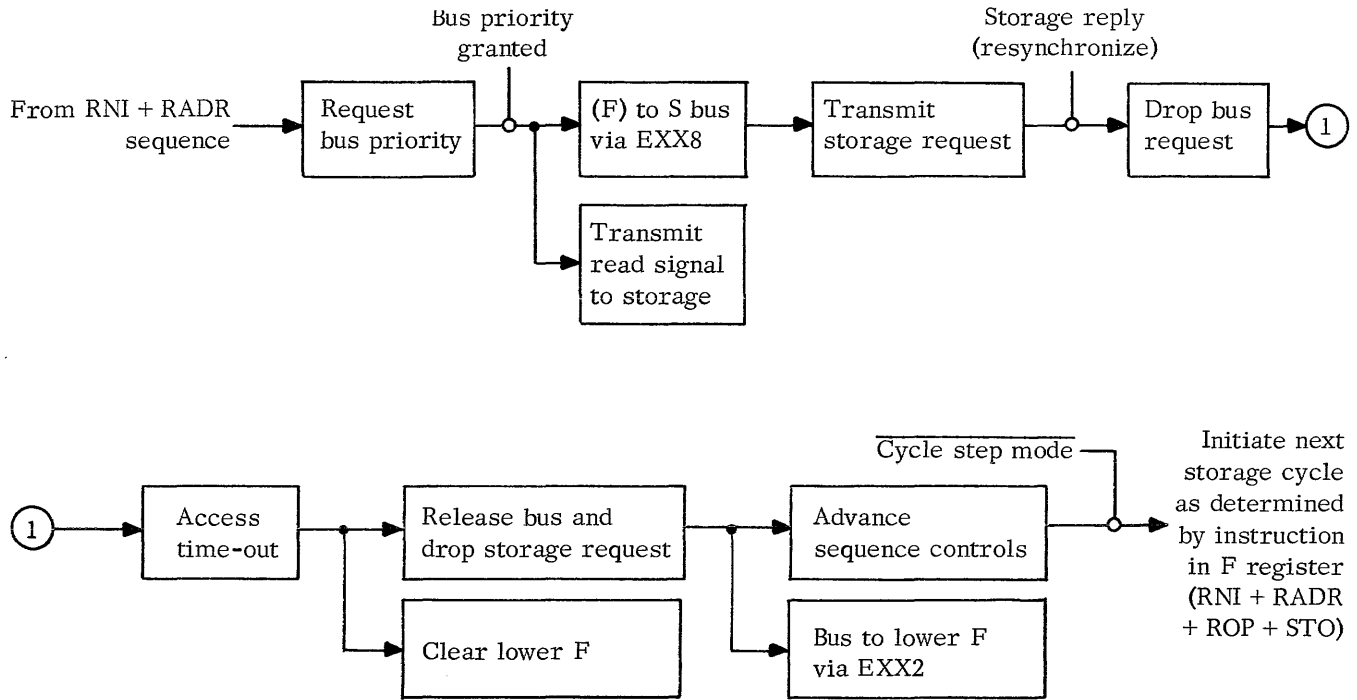 Bus priority
granted
Storage reply
(resynchronize)
From RNI + RADR
sequence
Request
bus priority
(F) to S bus
via EXX8
Transmit
storage request
Drop bus
request
1
Transmit
read signal
to storage
Cycle step mode
Initiate next
storage cycle
as determined
by instruction
in F register
(RNI + RADR
+ ROP + STO)
1
Access
time-out
Release bus and
drop storage request
Advance
sequence controls
Clear lower F
Bus to lower F
via EXX2